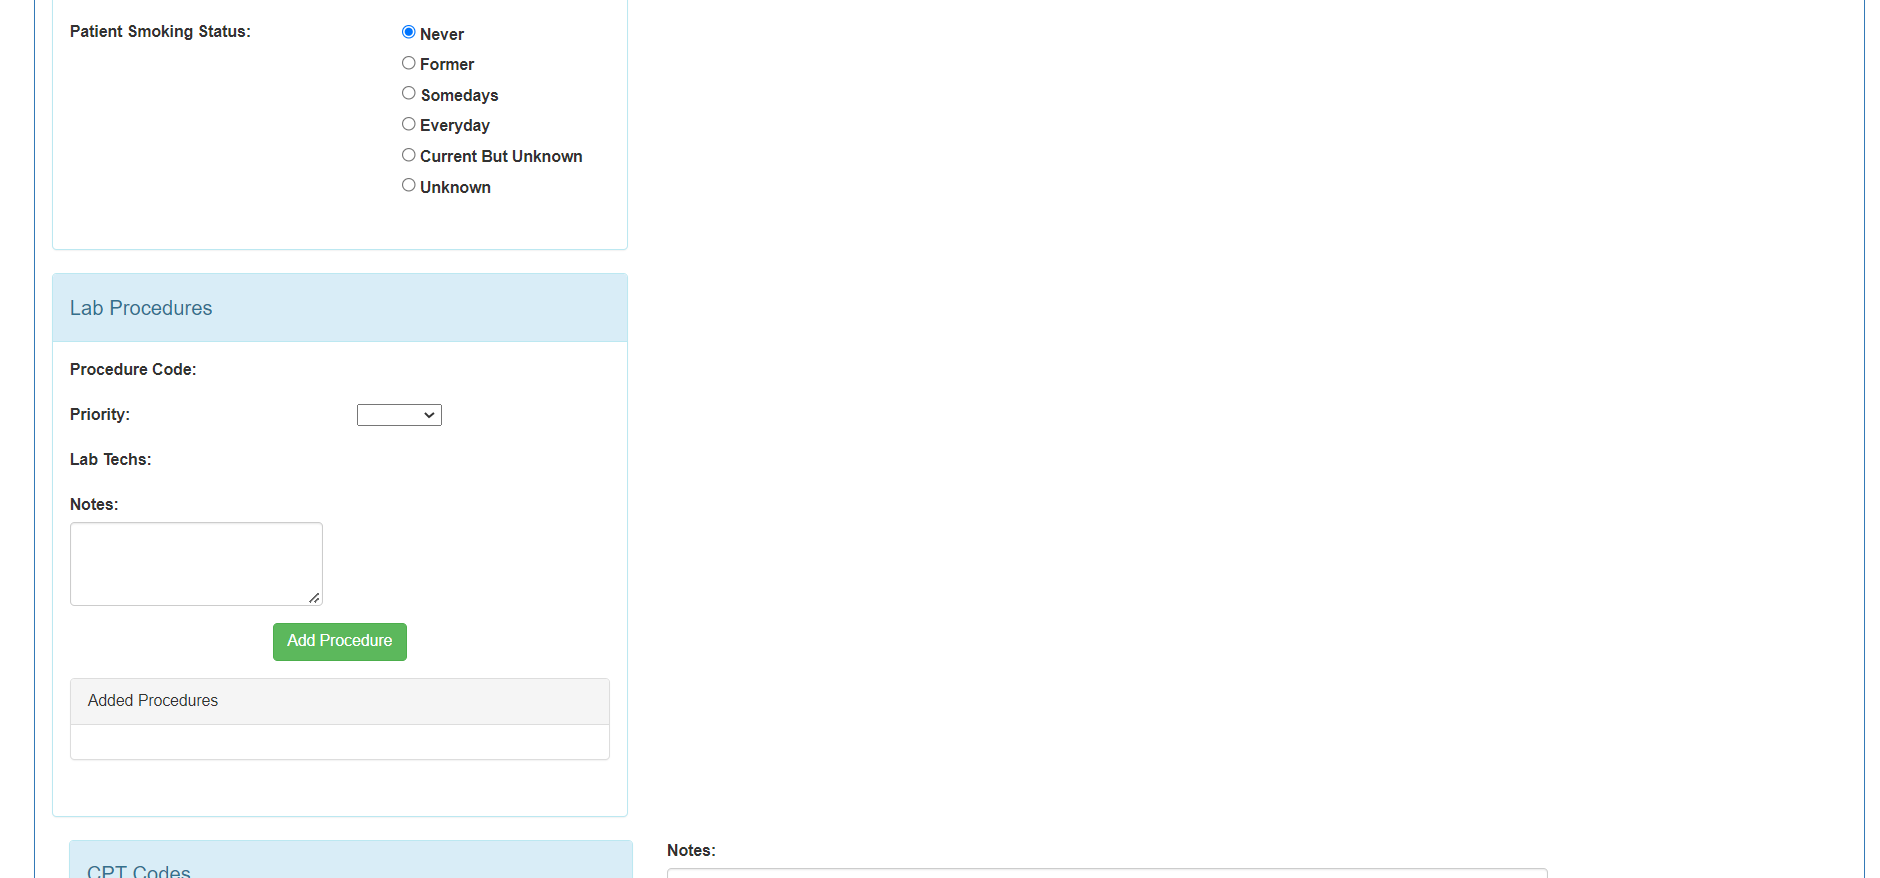 Patient Smoking Status:
Never
Former
Somedays
Everyday
Current But Unknown
Unknown
Lab Procedures
Procedure Code:
Priority:
Lab Techs:
Notes:
Add Procedure
Added Procedures
CPT Codes
Notes: